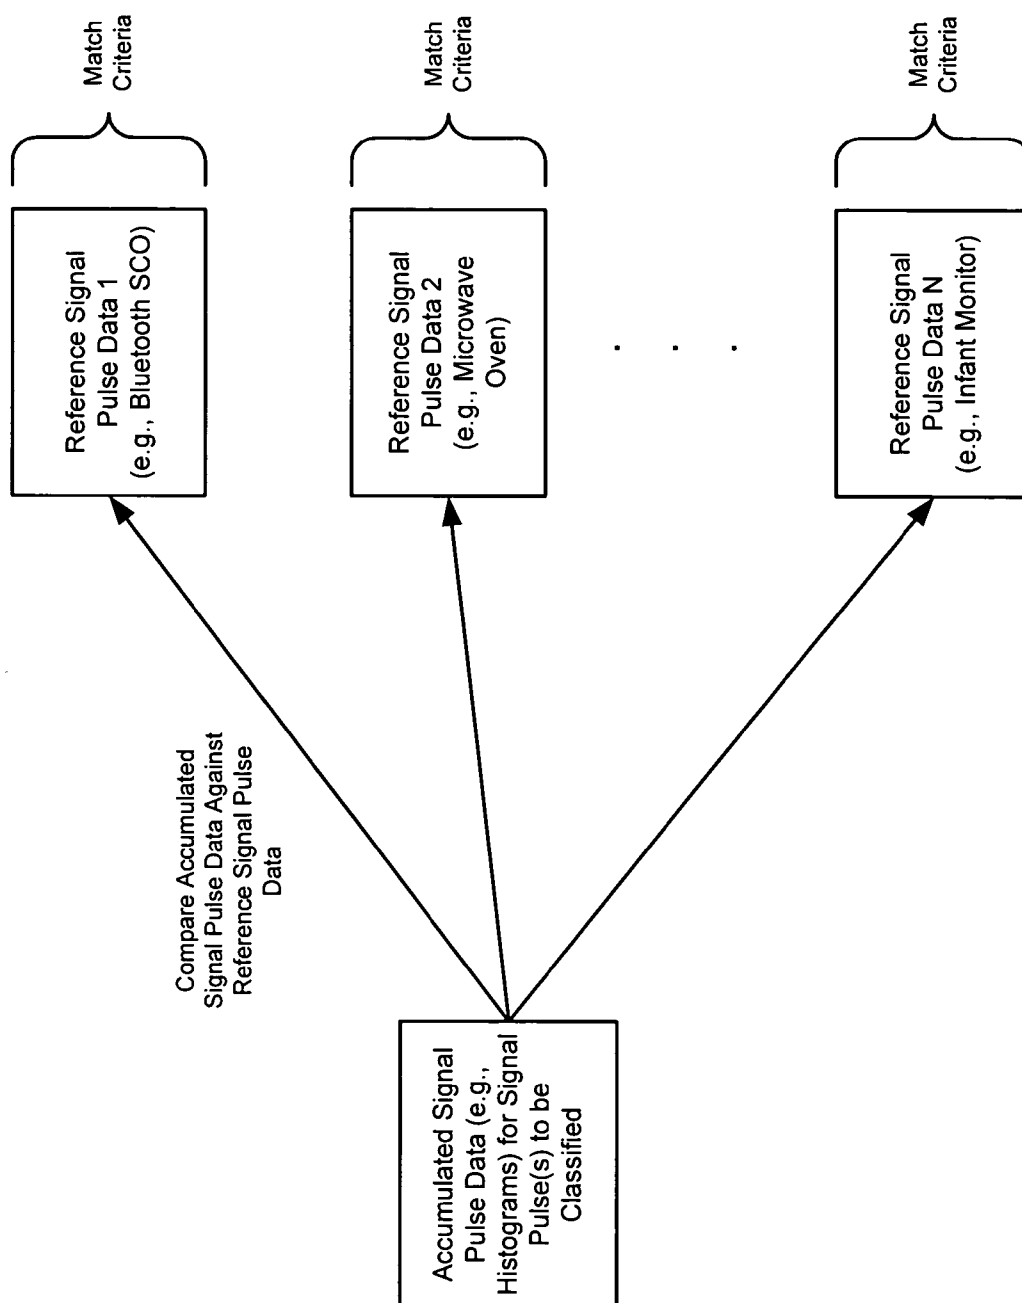 Accumulated Signal
Pulse Data (e.g.,
Histograms) for Signal
Pulse(s) to be
Classified
Compare Accumulated
Signal Pulse Data Against
Reference Signal Pulse
Data
Reference Signal
Pulse Data 1
(e.g., Bluetooth SCO)
Match
Criteria
Reference Signal
Pulse Data 2
(e.g., Microwave
Oven)
Match
Criteria
. . .
Reference Signal
Pulse Data N
(e.g., Infant Monitor)
Match
Criteria